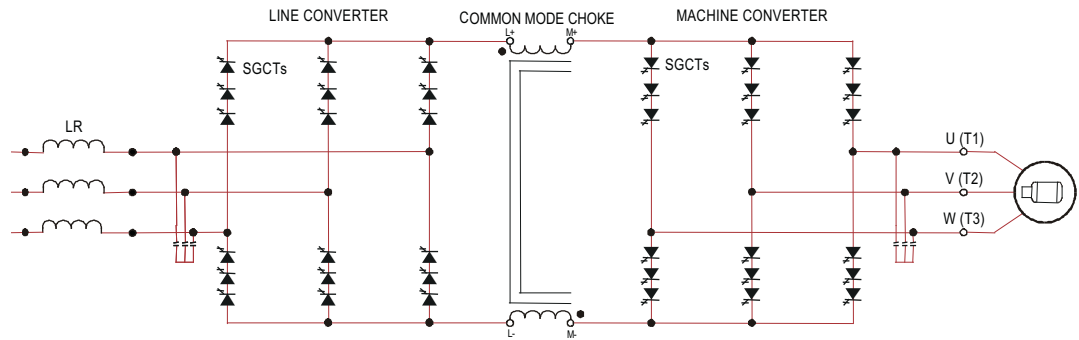 LINE CONVERTER
COMMON MODE CHOKE
MACHINE CONVERTER
L+
M+
SGCTs
SGCTs
LR
U (T1)
V (T2)
W (T3)
L-
M-